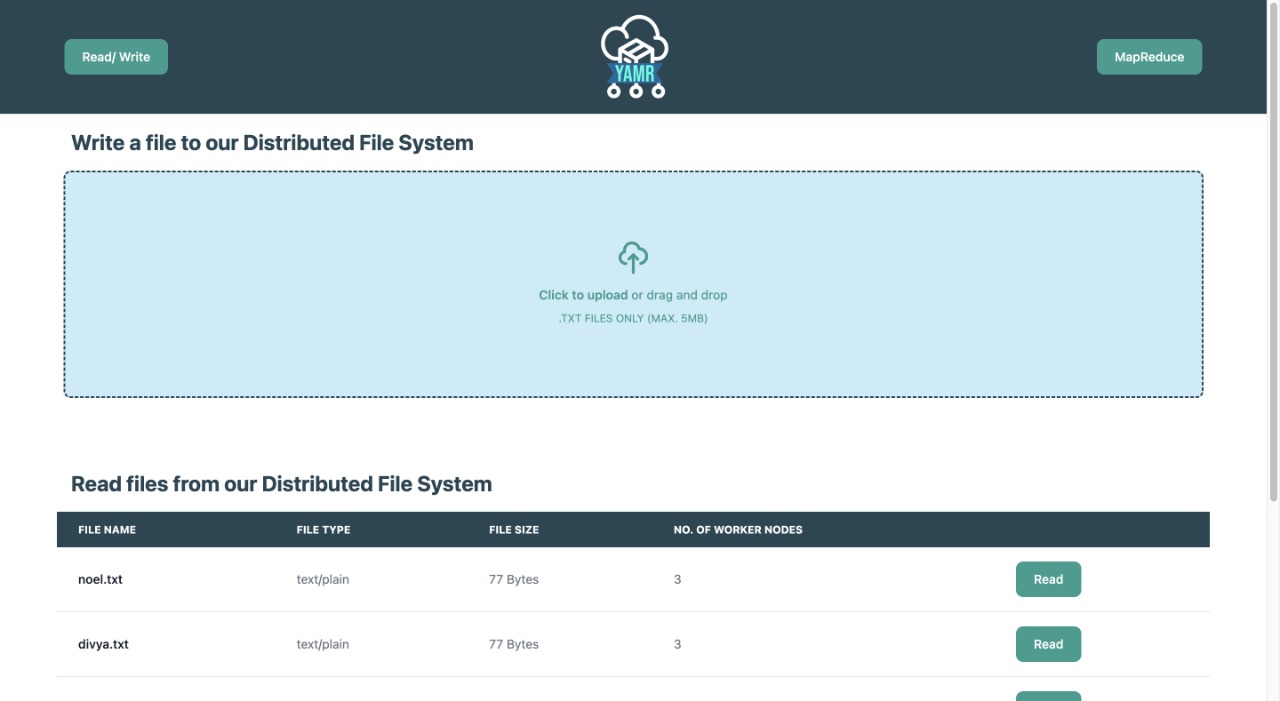 Read/ Write
YAMR
MapReduce
Write a file to our Distributed File System
Click to upload or drag and drop
.TXT FILES ONLY (MAX. 5MB)
Read files from our Distributed File System
FILE NAME FILE TYPE FILE SIZE NO. OF WORKER NODES
noel.txt text/plain 77 Bytes 3 Read
divya.txt text/plain 77 Bytes 3 Read